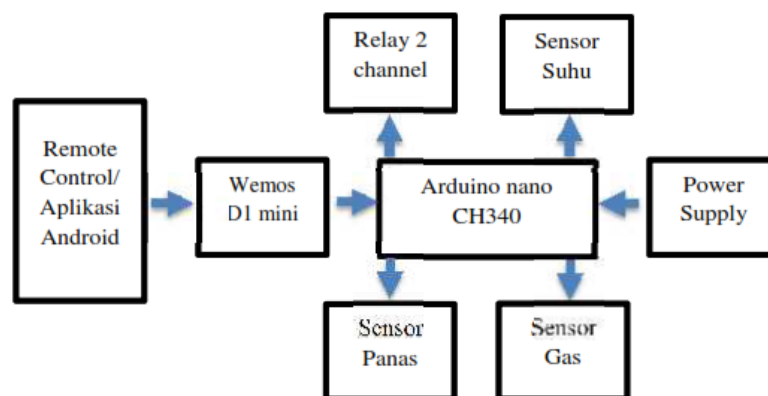 Relay 2
channel
Sensor
Suhu
Remote
Control/
Aplikasi
Android
Wemos
D1 mini
Arduino nano
CH340
Power
Supply
Sensor
Panas
Sensor
Gas